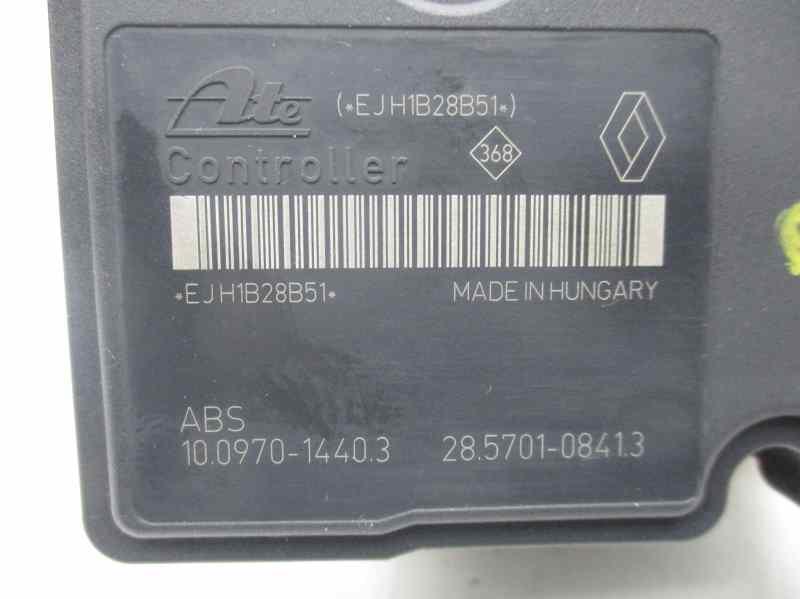 Ate (*EJH1B28B51*)
Controller 368
*EJH1B28B51* MADE IN HUNGARY
ABS
10.0970-1440.3 28.5701-0841.3